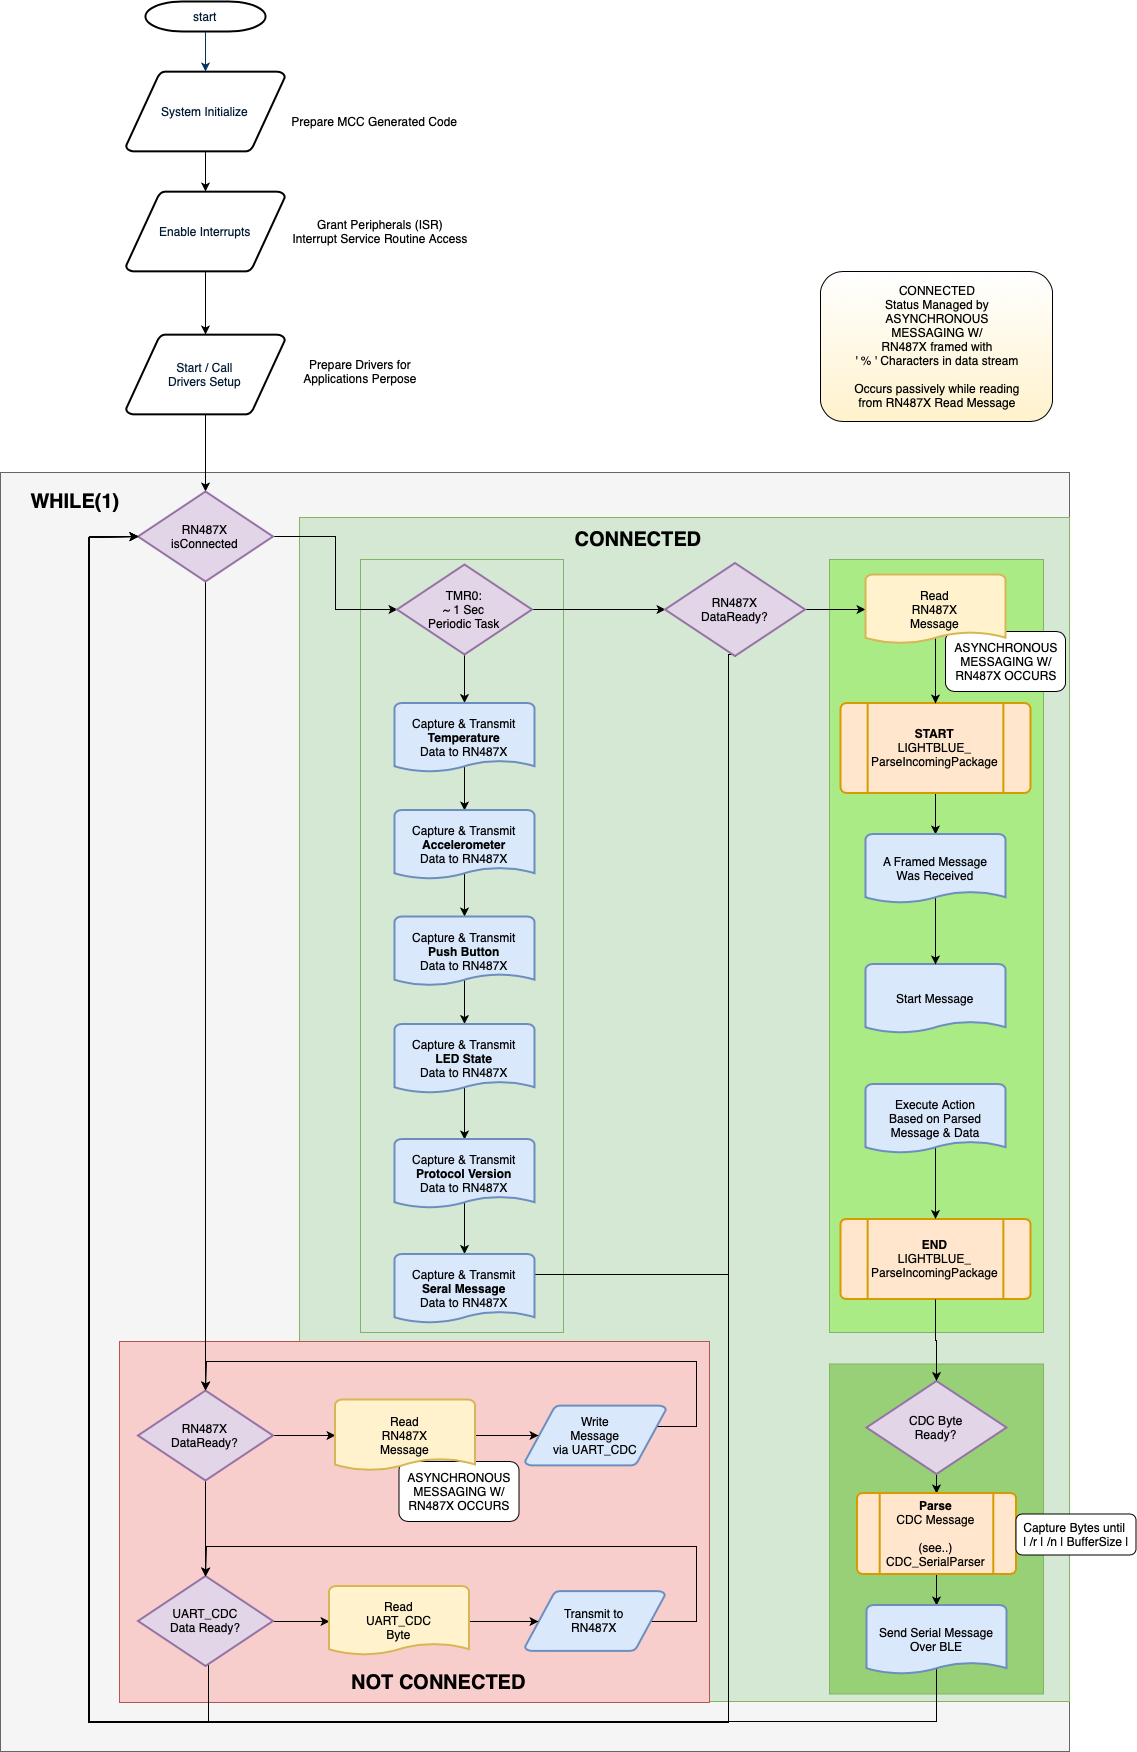 start
System Initialize
Prepare MCC Generated Code
Enable Interrupts
Grant Peripherals (ISR)
Interrupt Service Routine Access
Start / Call
Drivers Setup
Prepare Drivers for
Applications Perpose
CONNECTED
Status Managed by
ASYNCHRONOUS
MESSAGING W/
RN487X framed with
' % ' Characters in data stream
Occurs passively while reading
from RN487X Read Message
WHILE(1)
RN487X
isConnected
CONNECTED
TMR0:
~ 1 Sec
Periodic Task
RN487X
DataReady?
Read
RN487X
Message
ASYNCHRONOUS
MESSAGING W/
RN487X OCCURS
Capture & Transmit
Temperature
Data to RN487X
Capture & Transmit
Accelerometer
Data to RN487X
Capture & Transmit
Push Button
Data to RN487X
Capture & Transmit
LED State
Data to RN487X
Capture & Transmit
Protocol Version
Data to RN487X
Capture & Transmit
Seral Message
Data to RN487X
START
LIGHTBLUE_
ParseIncomingPackage
A Framed Message
Was Received
Start Message
Execute Action
Based on Parsed
Message & Data
END
LIGHTBLUE_
ParseIncomingPackage
CDC Byte
Ready?
Parse
CDC Message
(see..)
CDC_SerialParser
Capture Bytes until
| /r | /n | BufferSize |
Send Serial Message
Over BLE
RN487X
DataReady?
Read
RN487X
Message
ASYNCHRONOUS
MESSAGING W/
RN487X OCCURS
Write
Message
via UART_CDC
UART_CDC
Data Ready?
Read
UART_CDC
Byte
Transmit to
RN487X
NOT CONNECTED